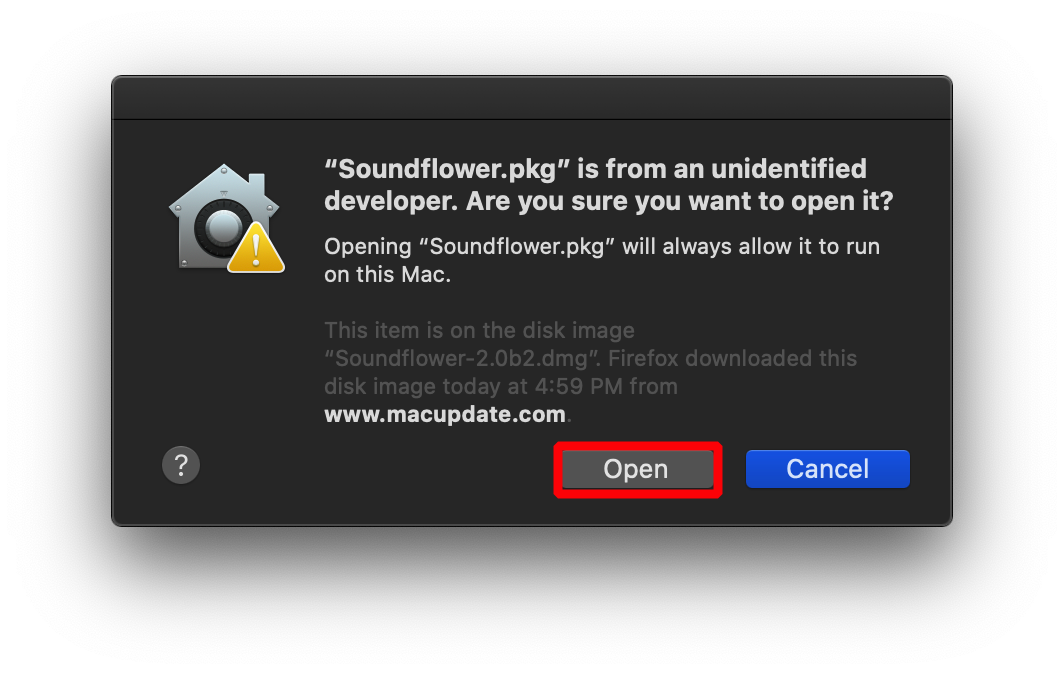 “Soundflower.pkg” is from an unidentified
developer. Are you sure you want to open it?
Opening “Soundflower.pkg” will always allow it to run
on this Mac.
This item is on the disk image
“Soundflower-2.0b2.dmg”. Firefox downloaded this
disk image today at 4:59 PM from
www.macupdate.com.
?
Open
Cancel